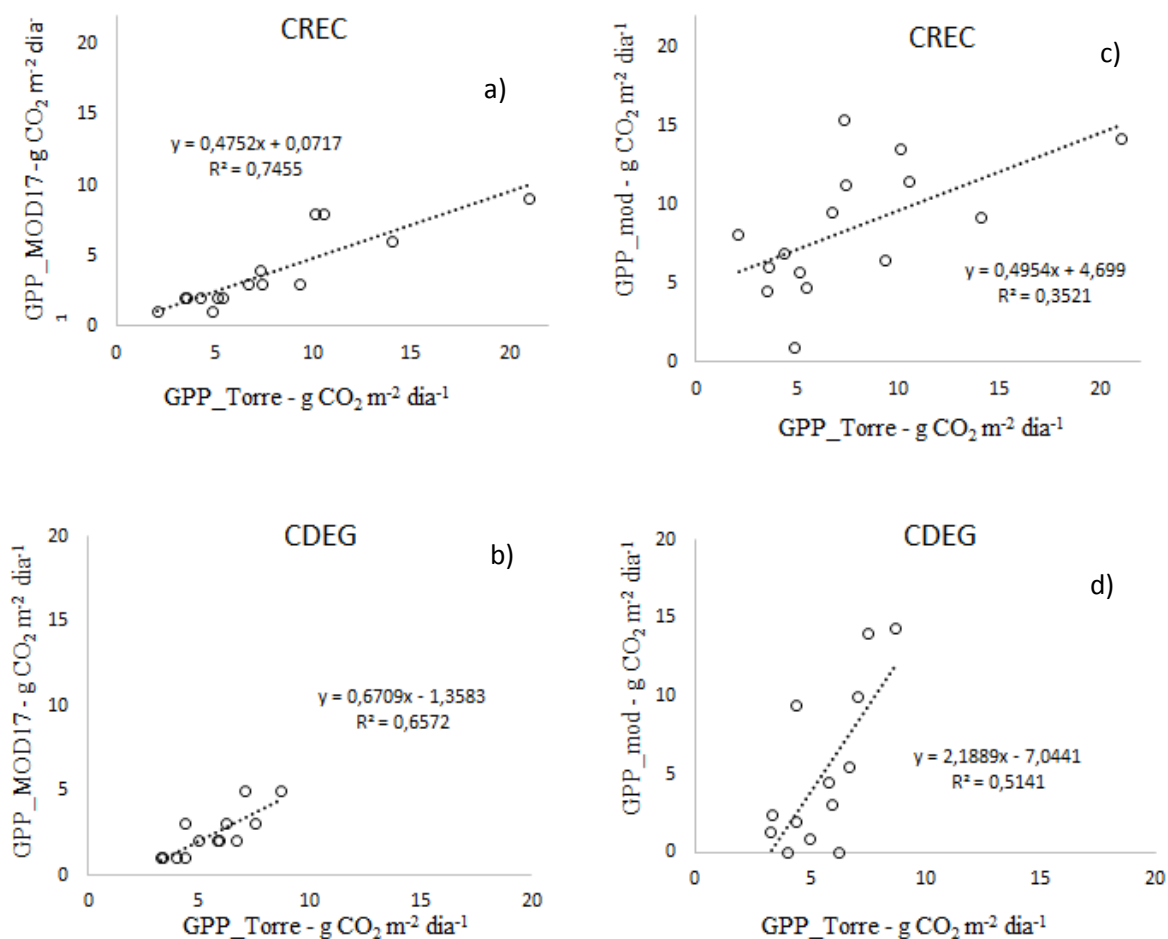 CREC
a)
GPP_MOD17 -g CO2 m-2 dia-
1
y = 0,4752x + 0,0717
R² = 0,7455
20
15
10
5
0
0 5 10 15 20
GPP_Torre - g CO2 m-2 dia-1
CREC
c)
GPP_mod - g CO2 m-2 dia-1
y = 0,4954x + 4,699
R² = 0,3521
20
15
10
5
0
0 5 10 15 20
GPP_Torre - g CO2 m-2 dia-1
CDEG
b)
GPP_MOD17 - g CO2 m-2 dia-1
y = 0,6709x - 1,3583
R² = 0,6572
20
15
10
5
0
0 5 10 15 20
GPP_Torre - g CO2 m-2 dia-1
CDEG
d)
GPP_mod - g CO2 m-2 dia-1
y = 2,1889x - 7,0441
R² = 0,5141
20
15
10
5
0
0 5 10 15 20
GPP_Torre - g CO2 m-2 dia-1